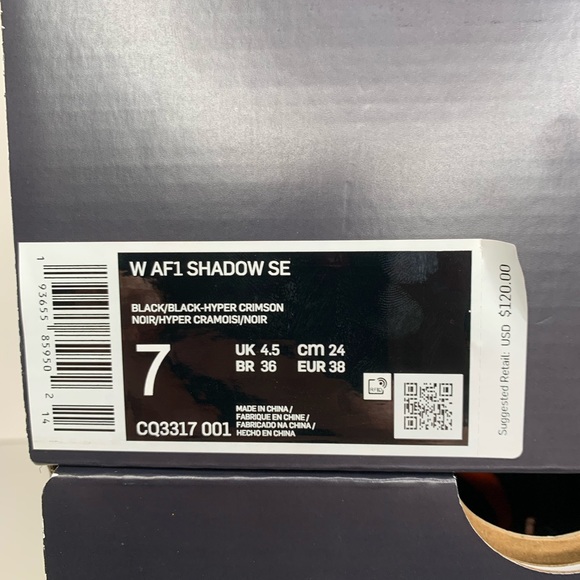 W AF1 SHADOW SE
BLACK/BLACK-HYPER CRIMSON
NOIR/HYPER CRAMOISI/NOIR
7
UK 4.5 cm 24
BR 36 EUR 38
CQ3317 001
MADE IN CHINA /
FABRIQUE EN CHINE /
FABRICADO NA CHINA /
HECHO EN CHINA
1 93655 85950 2 14
Suggested Retail: USD $120.00